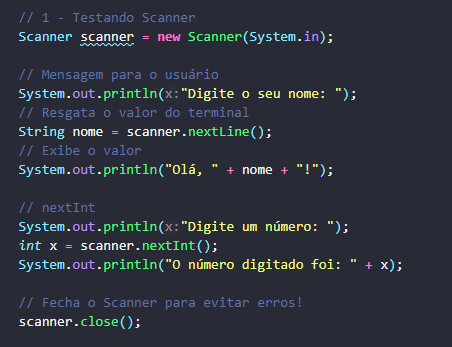 // 1 - Testando Scanner
Scanner scanner = new Scanner(System.in);
// Mensagem para o usuário
System.out.println(x:"Digite o seu nome: ");
// Resgata o valor do terminal
String nome = scanner.nextLine();
// Exibe o valor
System.out.println("Olá, " + nome + "!");
// nextInt
System.out.println(x:"Digite um número: ");
int x = scanner.nextInt();
System.out.println("O número digitado foi: " + x);
// Fecha o Scanner para evitar erros!
scanner.close();